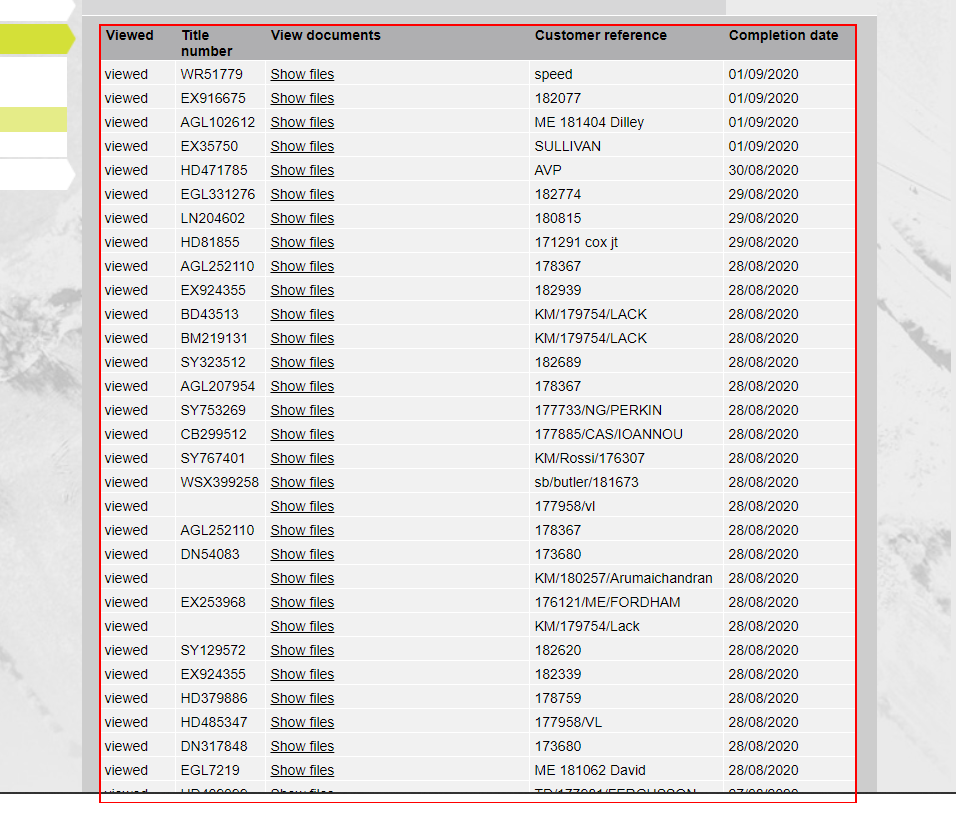 Viewed Title number View documents Customer reference Completion date
viewed WR51779 Show files speed 01/09/2020
viewed EX916675 Show files 182077 01/09/2020
viewed AGL102612 Show files ME 181404 Dilley 01/09/2020
viewed EX35750 Show files SULLIVAN 01/09/2020
viewed HD471785 Show files AVP 30/08/2020
viewed EGL331276 Show files 182774 29/08/2020
viewed LN204602 Show files 180815 29/08/2020
viewed HD81855 Show files 171291 cox jt 29/08/2020
viewed AGL252110 Show files 178367 28/08/2020
viewed EX924355 Show files 182939 28/08/2020
viewed BD43513 Show files KM/179754/LACK 28/08/2020
viewed BM219131 Show files KM/179754/LACK 28/08/2020
viewed SY323512 Show files 182689 28/08/2020
viewed AGL207954 Show files 178367 28/08/2020
viewed SY753269 Show files 177733/NG/PERKIN 28/08/2020
viewed CB299512 Show files 177885/CAS/IOANNOU 28/08/2020
viewed SY767401 Show files KM/Rossi/176307 28/08/2020
viewed WSX399258 Show files sb/butler/181673 28/08/2020
viewed Show files 177958/vl 28/08/2020
viewed AGL252110 Show files 178367 28/08/2020
viewed DN54083 Show files 173680 28/08/2020
viewed Show files KM/180257/Arumaichandran 28/08/2020
viewed EX253968 Show files 176121/ME/FORDHAM 28/08/2020
viewed Show files KM/179754/Lack 28/08/2020
viewed SY129572 Show files 182620 28/08/2020
viewed EX924355 Show files 182339 28/08/2020
viewed HD379886 Show files 178759 28/08/2020
viewed HD485347 Show files 177958/VL 28/08/2020
viewed DN317848 Show files 173680 28/08/2020
viewed EGL7219 Show files ME 181062 David 28/08/2020
viewed Show files